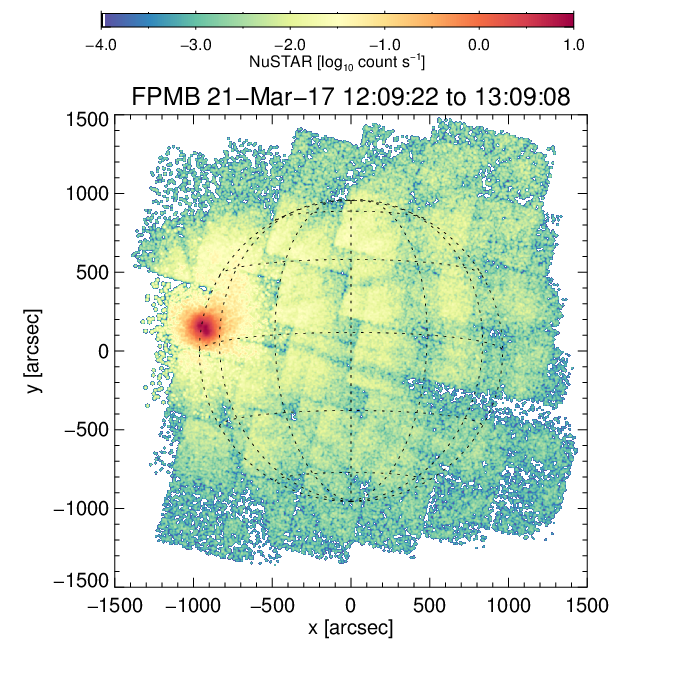 −4.0 −3.0 −2.0 −1.0 0.0 1.0
NuSTAR [log₁₀ count s⁻¹]
FPMB 21−Mar−17 12:09:22 to 13:09:08
1500
1000
500
0
−500
−1000
−1500
y [arcsec]
−1500 −1000 −500 0 500 1000 1500
x [arcsec]